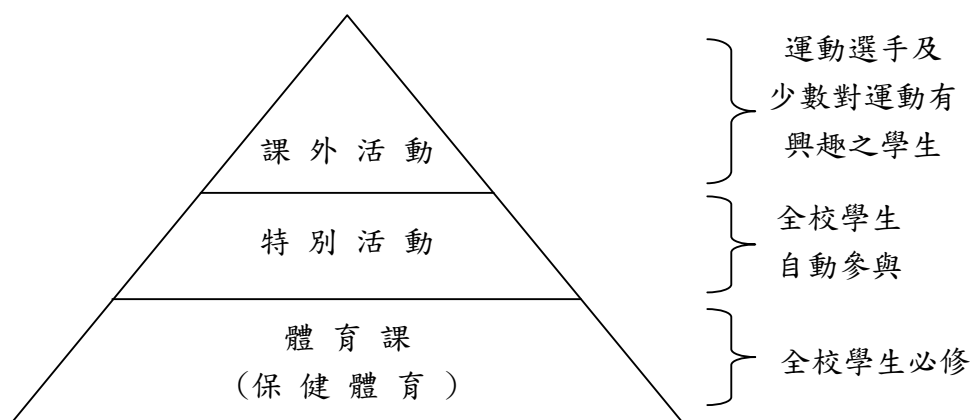 課外活動
特別活動
體育課
(保健體育)
運動選手及
少數對運動有
興趣之學生
全校學生
自動參與
全校學生必修